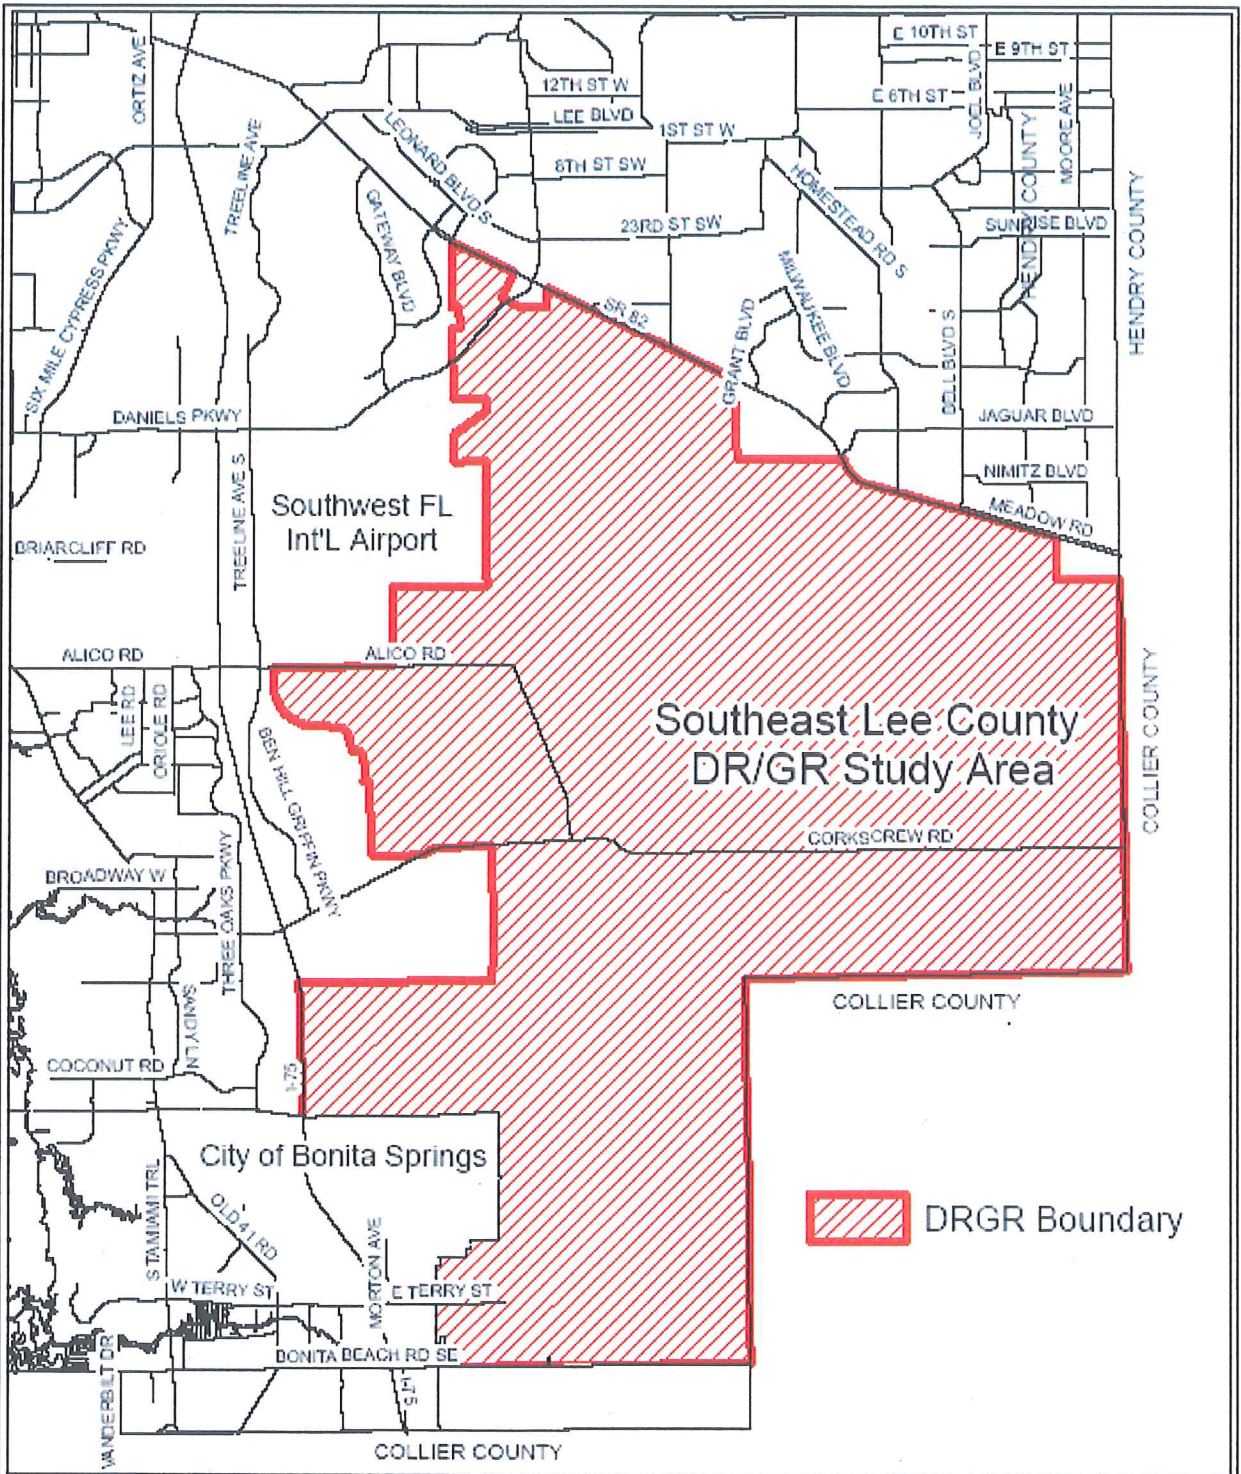 E 10TH ST
E 9TH ST
ORTIZ AVE
12TH ST W
E 6TH ST
JOEL BLVD
MOORE AVE
LEE BLVD
LEONARD BLVD S
1ST ST W
TREELINE AVE
8TH ST SW
HOMESTEAD RD S
HENDRY COUNTY
HENDRY COUNTY
GATEWAY BLVD
23RD ST SW
SUNRISE BLVD
SIX MILE CYPRESS PKWY
MILWAUKEE BLVD
SR 82
GRANT BLVD
BELL BLVD S
DANIELS PKWY
JAGUAR BLVD
NIMITZ BLVD
TREELINE AVE S
Southwest FL
Int'L Airport
MEADOW RD
BRIARCLIFF RD
ALICO RD
ALICO RD
LEE RD
ORIOLE RD
BEN HILL GRIFFIN PKWY
Southeast Lee County
DR/GR Study Area
COLLIER COUNTY
CORKSCREW RD
BROADWAY W
THREE OAKS PKWY
SANDY LN
COLLIER COUNTY
COCONUT RD
I-75
City of Bonita Springs
S TAMIAMI TRL
OLD 41 RD
DRGR Boundary
MORTON AVE
W TERRY ST
E TERRY ST
BONITA BEACH RD SE
VANDERBILT DR
I-75
COLLIER COUNTY